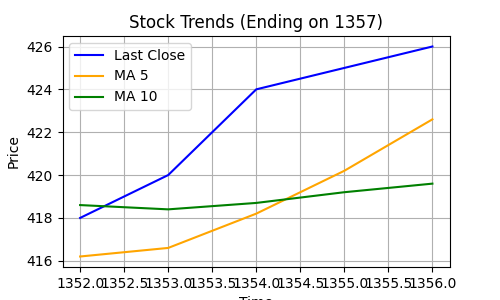 Stock Trends (Ending on 1357)
Last Close
MA 5
MA 10
Price
426
424
422
420
418
416
1352.0 1352.5 1353.0 1353.5 1354.0 1354.5 1355.0 1355.5 1356.0
Time